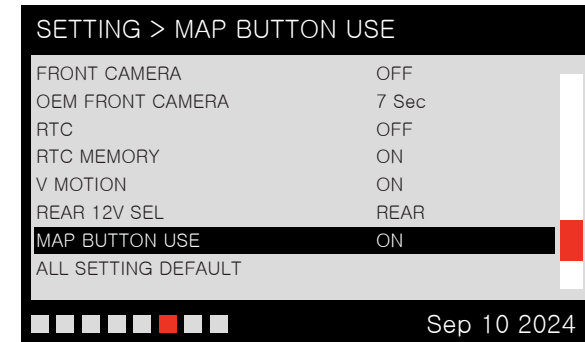 SETTING > MAP BUTTON USE
FRONT CAMERA OFF
OEM FRONT CAMERA 7 Sec
RTC OFF
RTC MEMORY ON
V MOTION ON
REAR 12V SEL REAR
MAP BUTTON USE ON
ALL SETTING DEFAULT
Sep 10 2024